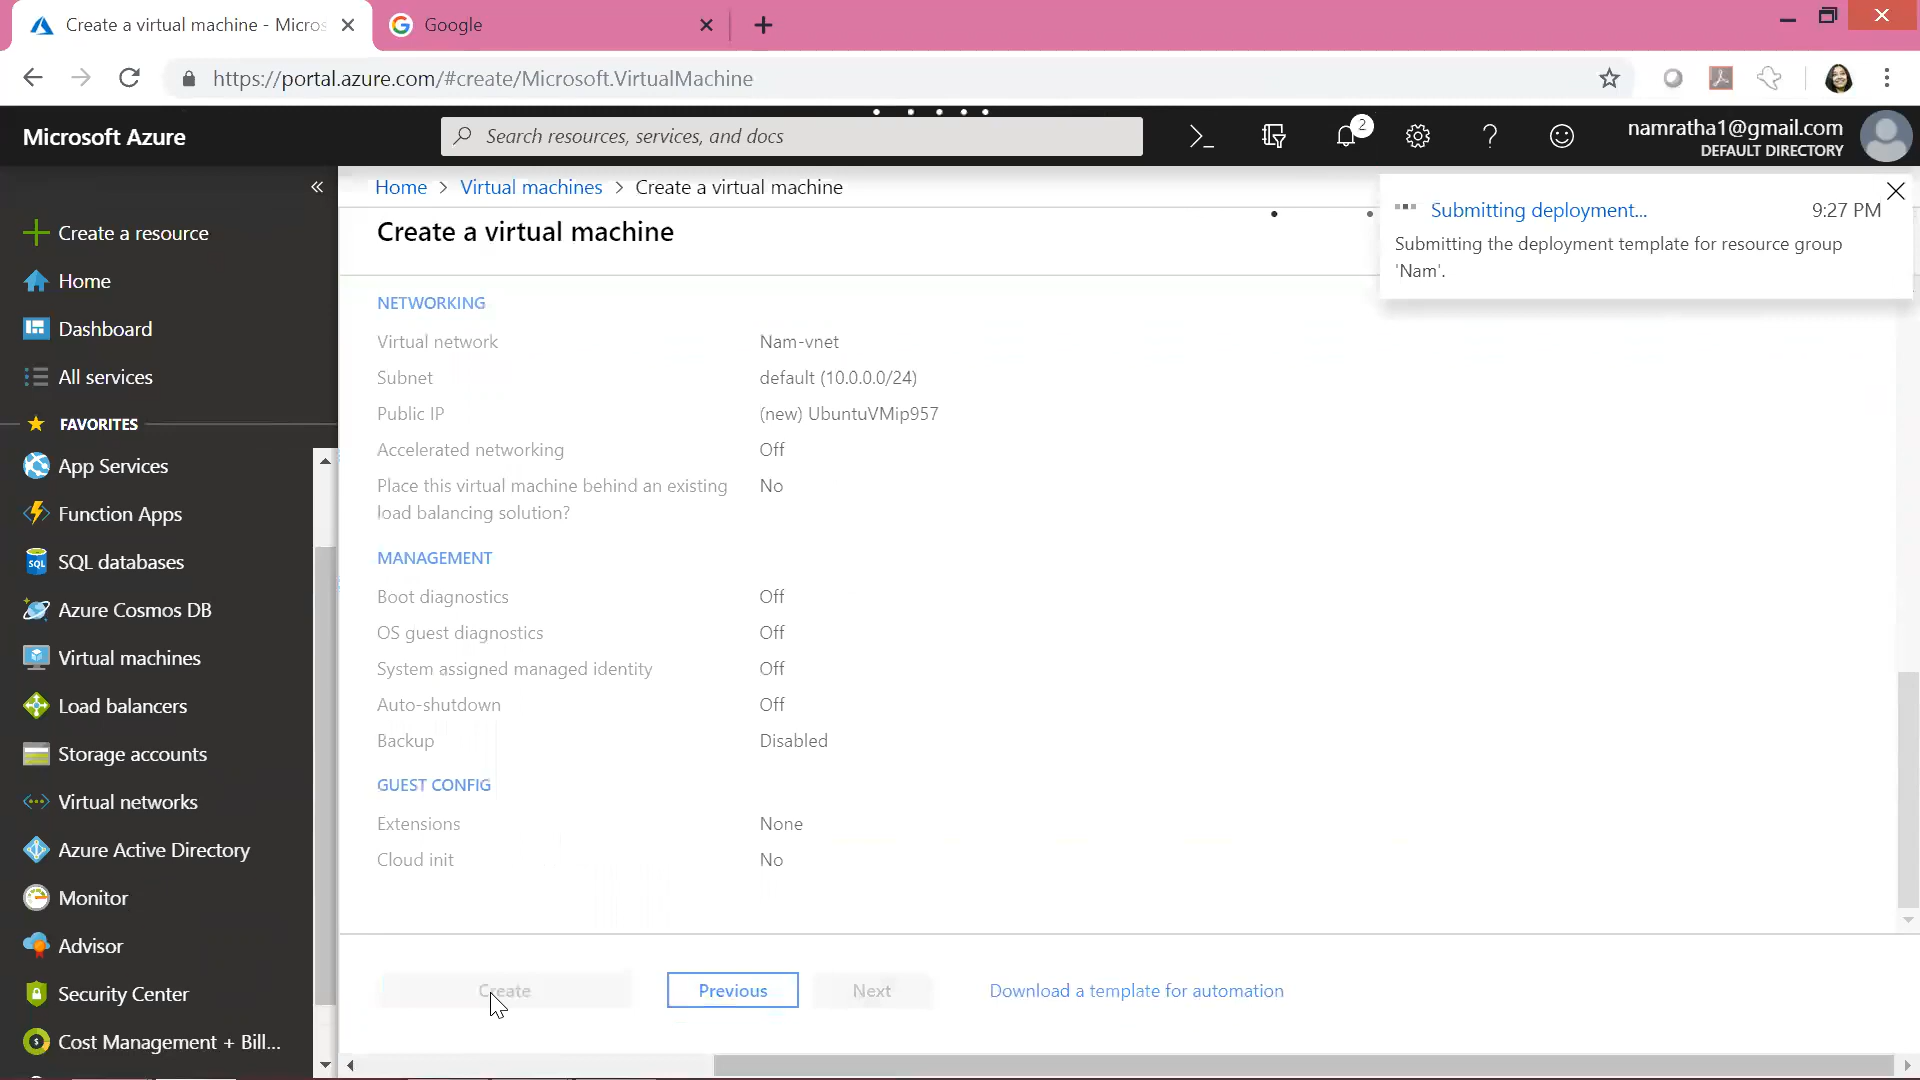 Create a virtual machine - Micros
Google
https://portal.azure.com/#create/Microsoft.VirtualMachine
Microsoft Azure
Search resources, services, and docs
2
namratha1@gmail.com
DEFAULT DIRECTORY
Home > Virtual machines > Create a virtual machine
Create a virtual machine
Submitting deployment...
9:27 PM
Submitting the deployment template for resource group
'Nam'.
Create a resource
Home
Dashboard
All services
FAVORITES
App Services
Function Apps
SQL databases
Azure Cosmos DB
Virtual machines
Load balancers
Storage accounts
Virtual networks
Azure Active Directory
Monitor
Advisor
Security Center
Cost Management + Bill...
NETWORKING
Virtual network Nam-vnet
Subnet default (10.0.0.0/24)
Public IP (new) UbuntuVMip957
Accelerated networking Off
Place this virtual machine behind an existing No
load balancing solution?
MANAGEMENT
Boot diagnostics Off
OS guest diagnostics Off
System assigned managed identity Off
Auto-shutdown Off
Backup Disabled
GUEST CONFIG
Extensions None
Cloud init No
Create
Previous
Next
Download a template for automation